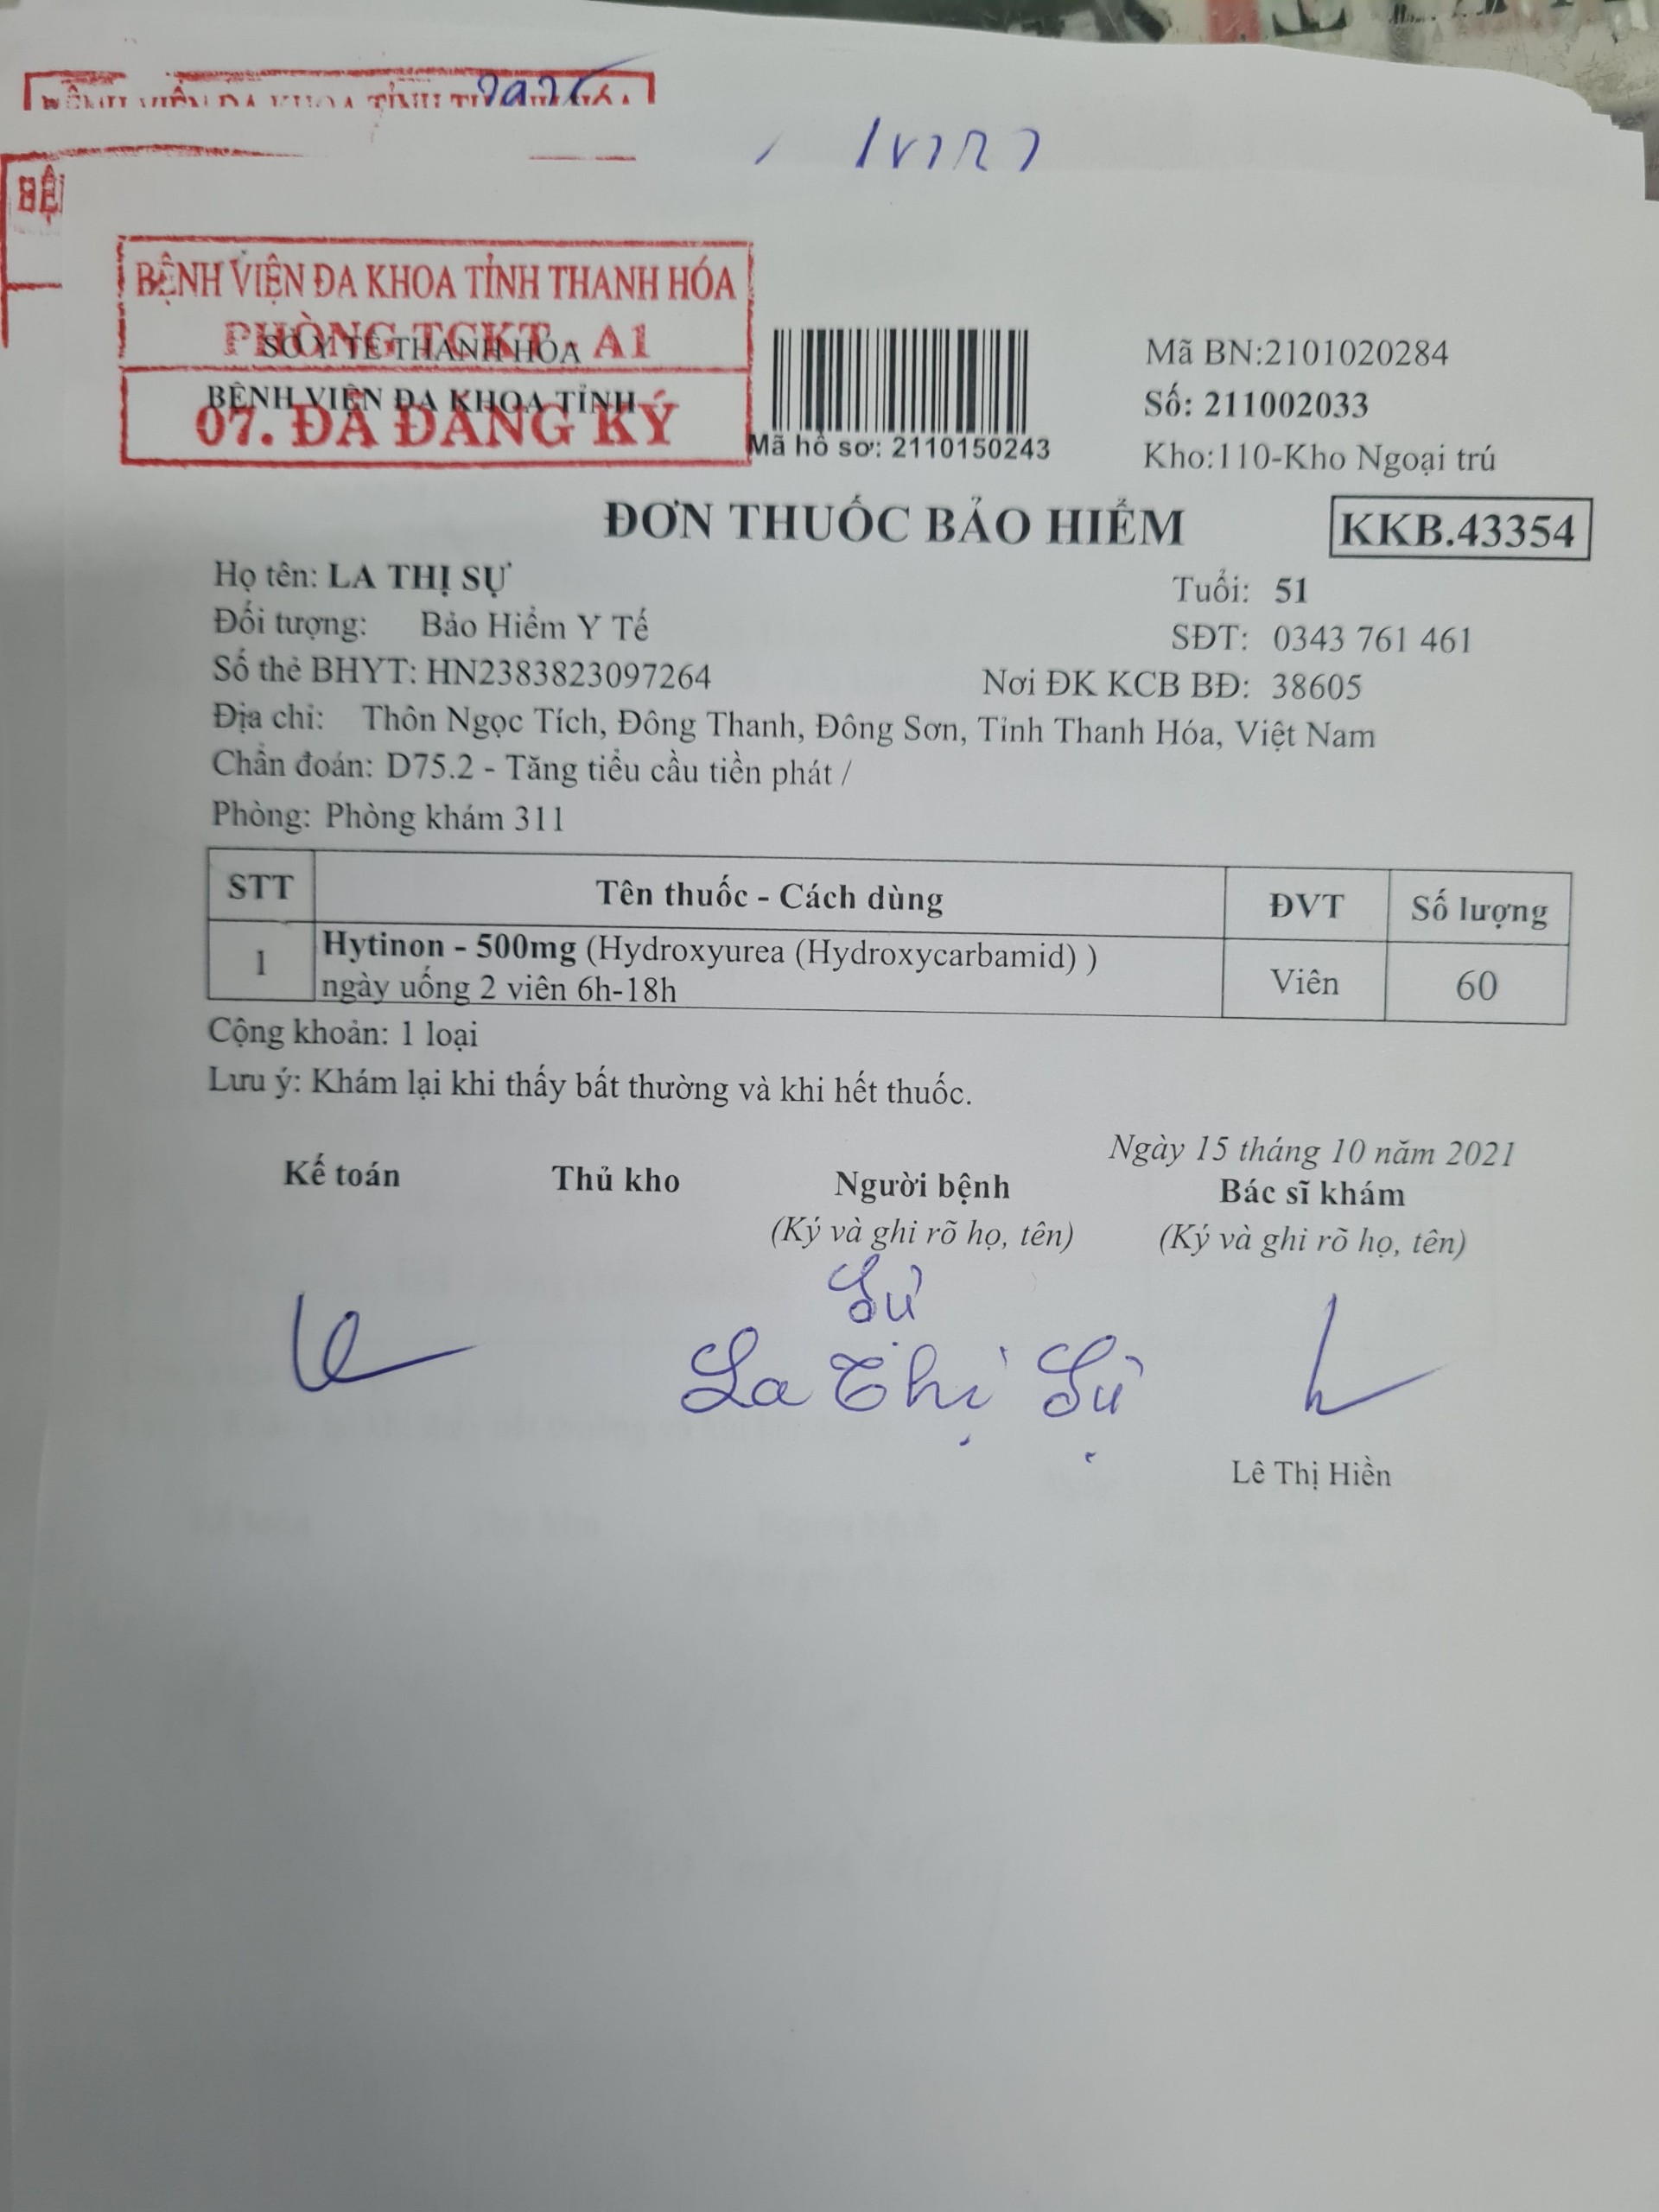 BỆ
BỆNH VIỆN ĐA KHOA TỈNH THANH HÓA
PHÒNG TCKT - A1
07. ĐÃ ĐĂNG KÝ
SỞ Y TẾ THANH HÓA
BỆNH VIỆN ĐA KHOA TỈNH
Mã hồ sơ: 2110150243
Mã BN:2101020284
Số: 211002033
Kho:110-Kho Ngoại trú
ĐƠN THUỐC BẢO HIỂM
KKB.43354
Họ tên: LA THỊ SỰ Tuổi: 51
Đối tượng: Bảo Hiểm Y Tế SĐT: 0343 761 461
Số thẻ BHYT: HN2383823097264 Nơi ĐK KCB BĐ: 38605
Địa chỉ: Thôn Ngọc Tích, Đông Thanh, Đông Sơn, Tỉnh Thanh Hóa, Việt Nam
Chẩn đoán: D75.2 - Tăng tiểu cầu tiền phát /
Phòng: Phòng khám 311
STT Tên thuốc - Cách dùng ĐVT Số lượng
1 Hytinon - 500mg (Hydroxyurea (Hydroxycarbamid) ) Viên 60
ngày uống 2 viên 6h-18h
Cộng khoản: 1 loại
Lưu ý: Khám lại khi thấy bất thường và khi hết thuốc.
Ngày 15 tháng 10 năm 2021
Kế toán Thủ kho Người bệnh Bác sĩ khám
(Ký và ghi rõ họ, tên) (Ký và ghi rõ họ, tên)
Sự
La Thị Sự
Lê Thị Hiền